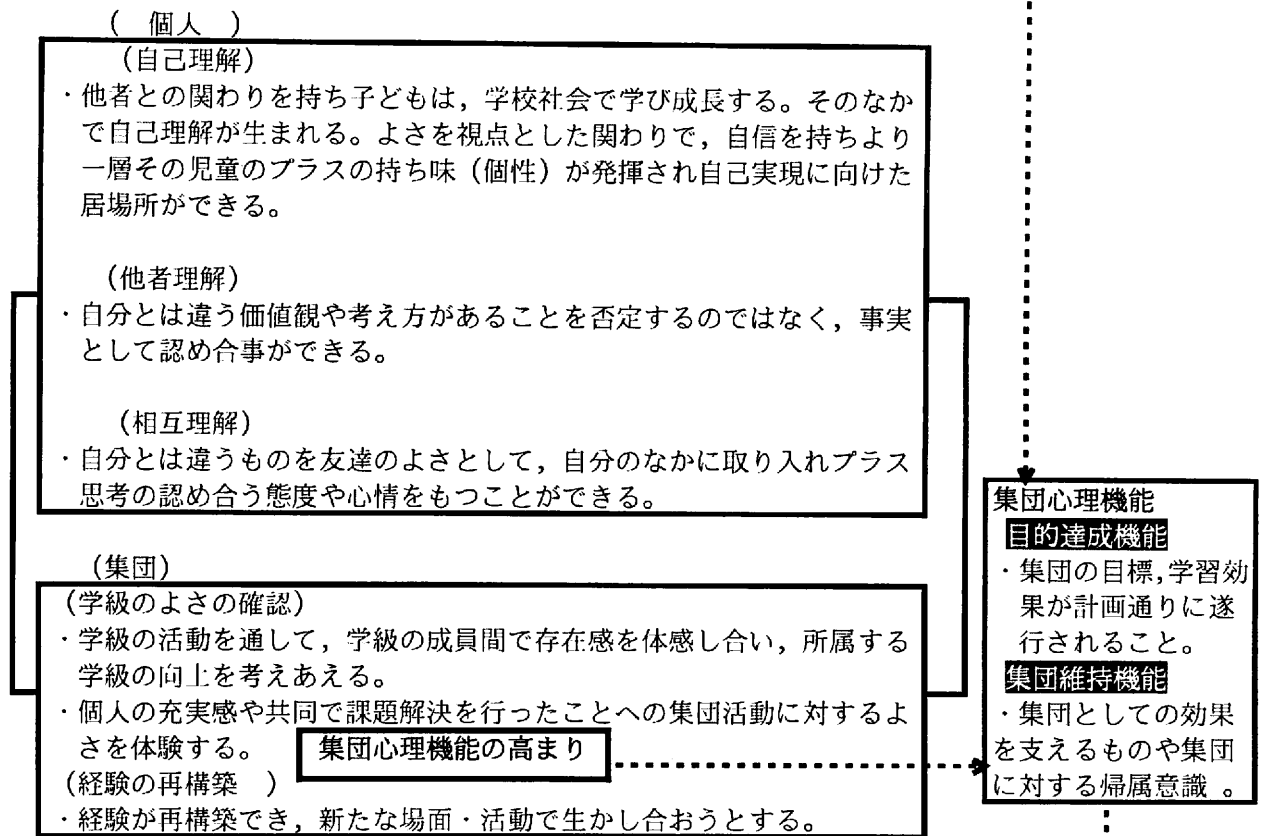 ( 個人 )
(自己理解)
・他者との関わりを持ち子どもは，学校社会で学び成長する。そのなか
で自己理解が生まれる。よさを視点とした関わりで，自信を持ちより
一層その児童のプラスの持ち味（個性）が発揮され自己実現に向けた
居場所ができる。
(他者理解)
・自分とは違う価値観や考え方があることを否定するのではなく，事実
として認め合事ができる。
(相互理解)
・自分とは違うものを友達のよさとして，自分のなかに取り入れプラス
思考の認め合う態度や心情をもつことができる。
(集団)
(学級のよさの確認)
・学級の活動を通して，学級の成員間で存在感を体感し合い，所属する
学級の向上を考えあえる。
・個人の充実感や共同で課題解決を行ったことへの集団活動に対するよ
さを体験する。 集団心理機能の高まり
(経験の再構築 )
・経験が再構築でき，新たな場面・活動で生かし合おうとする。
集団心理機能
目的達成機能
・集団の目標,学習効
果が計画通りに遂
行されること。
集団維持機能
・集団としての効果
を支えるものや集団
に対する帰属意識 。